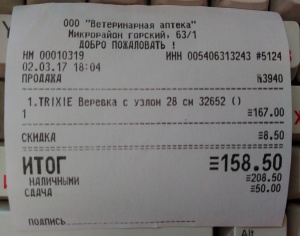 ООО "Ветеринарная аптека"
Микрорайон горский, 63/1
ДОБРО ПОЖАЛОВАТЬ !
НМ 00010319 ИНН 005406313243 #5124
02.03.17 18:04
ПРОДАЖА №3940
1.TRIXIE Веревка с узлом 28 см 32652 ()
1 ≡167.00
СКИДКА ≡8.50
ИТОГ ≡158.50
НАЛИЧНЫМИ ≡208.50
СДАЧА ≡50.00
подпись